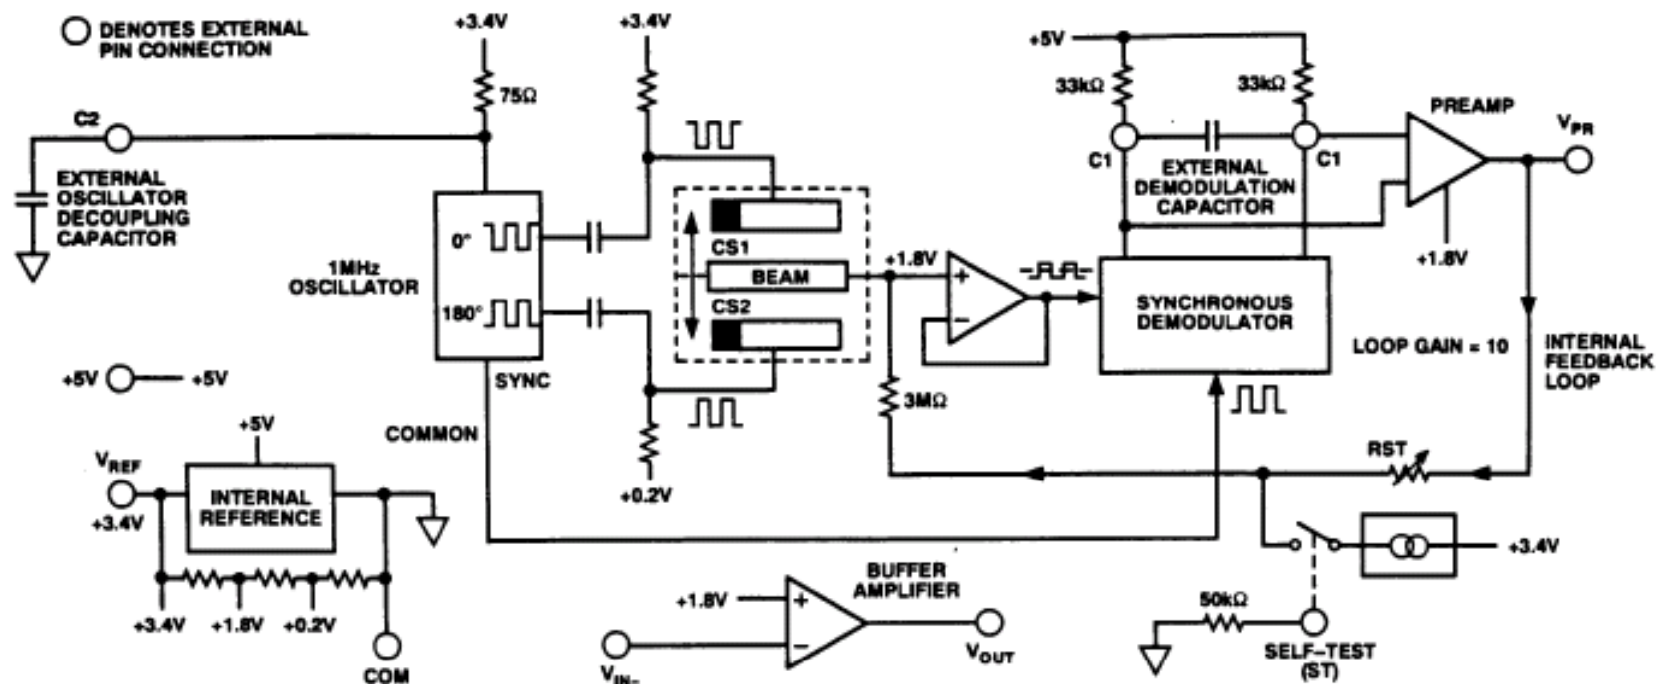 DENOTES EXTERNAL
PIN CONNECTION
+3.4V
+3.4V
75Ω
C2
EXTERNAL
OSCILLATOR
DECOUPLING
CAPACITOR
1MHz
OSCILLATOR
0°
180°
SYNC
COMMON
CS1
BEAM
CS2
+0.2V
+1.8V
+
−
3MΩ
+5V
33kΩ
33kΩ
C1
C1
EXTERNAL
DEMODULATION
CAPACITOR
PREAMP
VPR
+1.8V
SYNCHRONOUS
DEMODULATOR
LOOP GAIN = 10
INTERNAL
FEEDBACK
LOOP
RST
+3.4V
50kΩ
SELF–TEST
(ST)
+5V
+5V
+5V
VREF
+3.4V
INTERNAL
REFERENCE
+3.4V
+1.8V
+0.2V
COM
BUFFER
AMPLIFIER
+1.8V
+
−
VIN–
VOUT